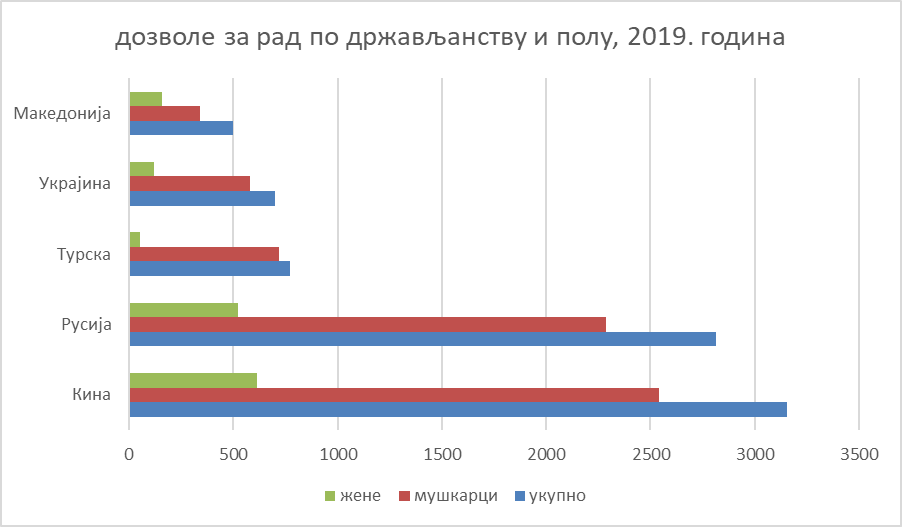 дозволе за рад по држављанству и полу, 2019. година
Македонија
Украјина
Турска
Русија
Кина
0 500 1000 1500 2000 2500 3000 3500
жене мушкарци укупно